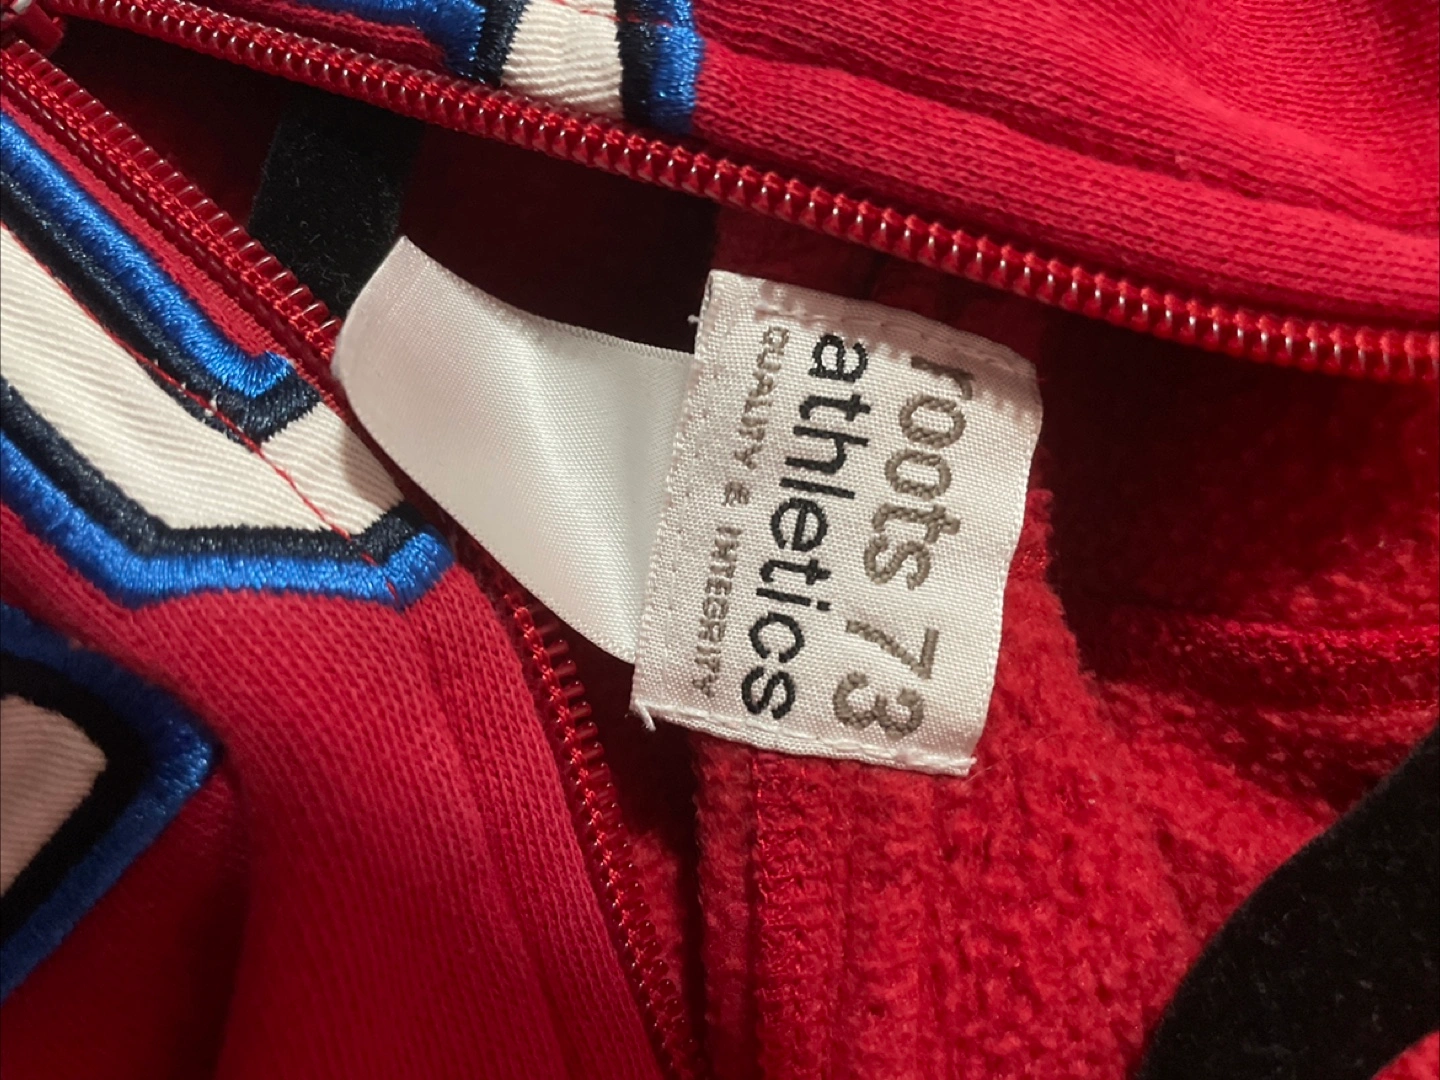 roots 73
athletics
QUALITY & INTEGRITY